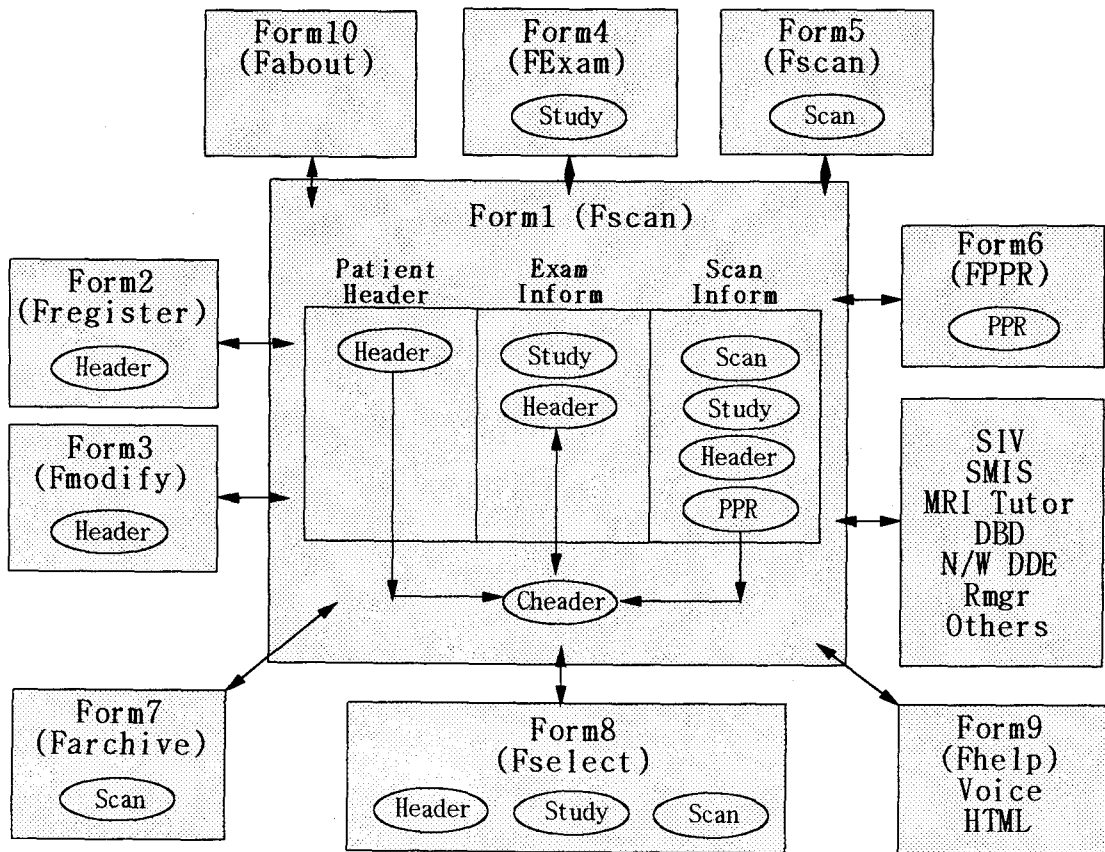 Form10
(Fabout)
Form4
(FExam)
Study
Form5
(Fscan)
Scan
Form1 (Fscan)
Patient
Header
Exam
Inform
Scan
Inform
Header
Study
Header
Scan
Study
Header
PPR
Cheader
Form2
(Fregister)
Header
Form3
(Fmodify)
Header
Form6
(FPPR)
PPR
SIV
SMIS
MRI Tutor
DBD
N/W DDE
Rmgr
Others
Form7
(Farchive)
Scan
Form8
(Fselect)
Header
Study
Scan
Form9
(Fhelp)
Voice
HTML